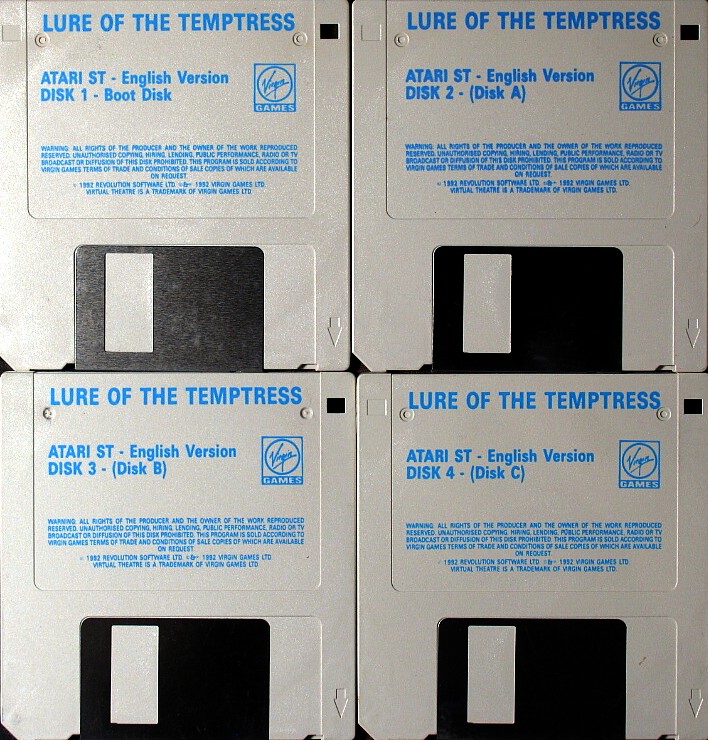 LURE OF THE TEMPTRESS
ATARI ST - English Version
DISK 1 - Boot Disk
Virgin
GAMES
WARNING: ALL RIGHTS OF THE PRODUCER AND THE OWNER OF THE WORK REPRODUCED
RESERVED. UNAUTHORISED COPYING, HIRING, LENDING, PUBLIC PERFORMANCE, RADIO OR TV
BROADCAST OR DIFFUSION OF THIS DISK PROHIBITED. THIS PROGRAM IS SOLD ACCORDING TO
VIRGIN GAMES TERMS OF TRADE AND CONDITIONS OF SALE COPIES OF WHICH ARE AVAILABLE
ON REQUEST.
© 1992 REVOLUTION SOFTWARE LTD. ©&℗ 1992 VIRGIN GAMES LTD.
VIRTUAL THEATRE IS A TRADEMARK OF VIRGIN GAMES LTD.
LURE OF THE TEMPTRESS
ATARI ST - English Version
DISK 2 - (Disk A)
Virgin
GAMES
WARNING: ALL RIGHTS OF THE PRODUCER AND THE OWNER OF THE WORK REPRODUCED
RESERVED. UNAUTHORISED COPYING, HIRING, LENDING, PUBLIC PERFORMANCE, RADIO OR TV
BROADCAST OR DIFFUSION OF THIS DISK PROHIBITED. THIS PROGRAM IS SOLD ACCORDING TO
VIRGIN GAMES TERMS OF TRADE AND CONDITIONS OF SALE COPIES OF WHICH ARE AVAILABLE
ON REQUEST.
© 1992 REVOLUTION SOFTWARE LTD. ©&℗ 1992 VIRGIN GAMES LTD.
VIRTUAL THEATRE IS A TRADEMARK OF VIRGIN GAMES LTD.
LURE OF THE TEMPTRESS
ATARI ST - English Version
DISK 3 - (Disk B)
Virgin
GAMES
WARNING: ALL RIGHTS OF THE PRODUCER AND THE OWNER OF THE WORK REPRODUCED
RESERVED. UNAUTHORISED COPYING, HIRING, LENDING, PUBLIC PERFORMANCE, RADIO OR TV
BROADCAST OR DIFFUSION OF THIS DISK PROHIBITED. THIS PROGRAM IS SOLD ACCORDING TO
VIRGIN GAMES TERMS OF TRADE AND CONDITIONS OF SALE COPIES OF WHICH ARE AVAILABLE
ON REQUEST.
© 1992 REVOLUTION SOFTWARE LTD. ©&℗ 1992 VIRGIN GAMES LTD.
VIRTUAL THEATRE IS A TRADEMARK OF VIRGIN GAMES LTD.
LURE OF THE TEMPTRESS
ATARI ST - English Version
DISK 4 - (Disk C)
Virgin
GAMES
WARNING: ALL RIGHTS OF THE PRODUCER AND THE OWNER OF THE WORK REPRODUCED
RESERVED. UNAUTHORISED COPYING, HIRING, LENDING, PUBLIC PERFORMANCE, RADIO OR TV
BROADCAST OR DIFFUSION OF THIS DISK PROHIBITED. THIS PROGRAM IS SOLD ACCORDING TO
VIRGIN GAMES TERMS OF TRADE AND CONDITIONS OF SALE COPIES OF WHICH ARE AVAILABLE
ON REQUEST.
© 1992 REVOLUTION SOFTWARE LTD. ©&℗ 1992 VIRGIN GAMES LTD.
VIRTUAL THEATRE IS A TRADEMARK OF VIRGIN GAMES LTD.